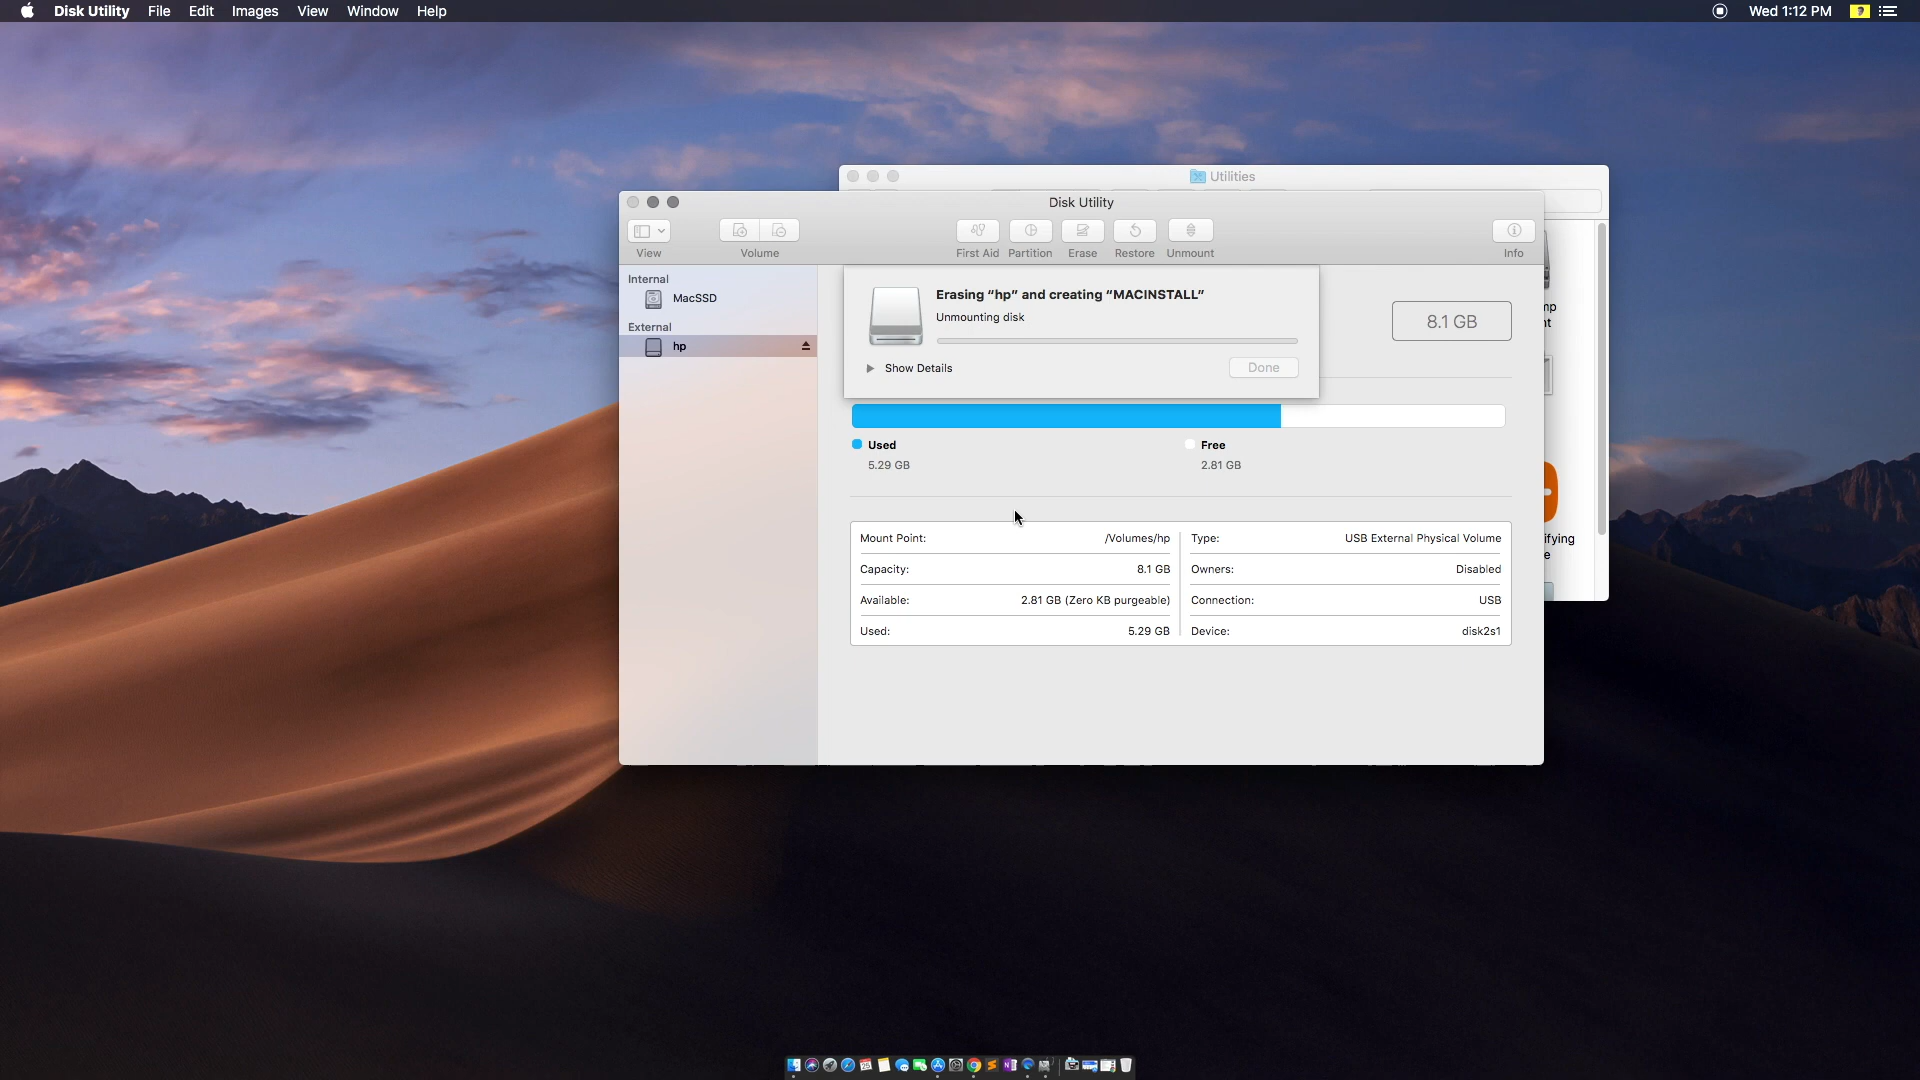 Disk Utility File Edit Images View Window Help
Wed 1:12 PM
Utilities
Disk Utility
View
Volume
First Aid
Partition
Erase
Restore
Unmount
Info
Internal
MacSSD
External
hp
Erasing “hp” and creating “MACINSTALL”
Unmounting disk
Show Details
Done
8.1 GB
mp
nt
Used
5.29 GB
Free
2.81 GB
ifying
e
Mount Point: /Volumes/hp
Type: USB External Physical Volume
Capacity: 8.1 GB
Owners: Disabled
Available: 2.81 GB (Zero KB purgeable)
Connection: USB
Used: 5.29 GB
Device: disk2s1